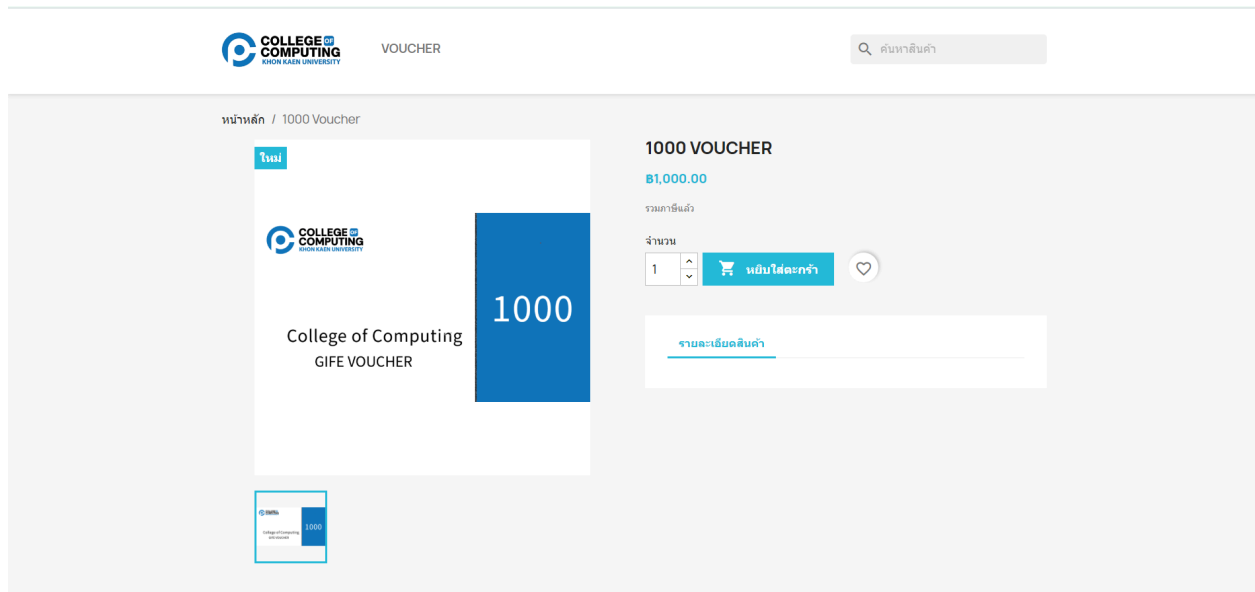 COLLEGE OF
COMPUTING
KHON KAEN UNIVERSITY
VOUCHER
ค้นหาสินค้า
หน้าหลัก / 1000 Voucher
ใหม่
COLLEGE OF
COMPUTING
KHON KAEN UNIVERSITY
1000
College of Computing
GIFE VOUCHER
1000 VOUCHER
฿1,000.00
รวมภาษีแล้ว
จำนวน
1
หยิบใส่ตะกร้า
รายละเอียดสินค้า
1000
College of Computing